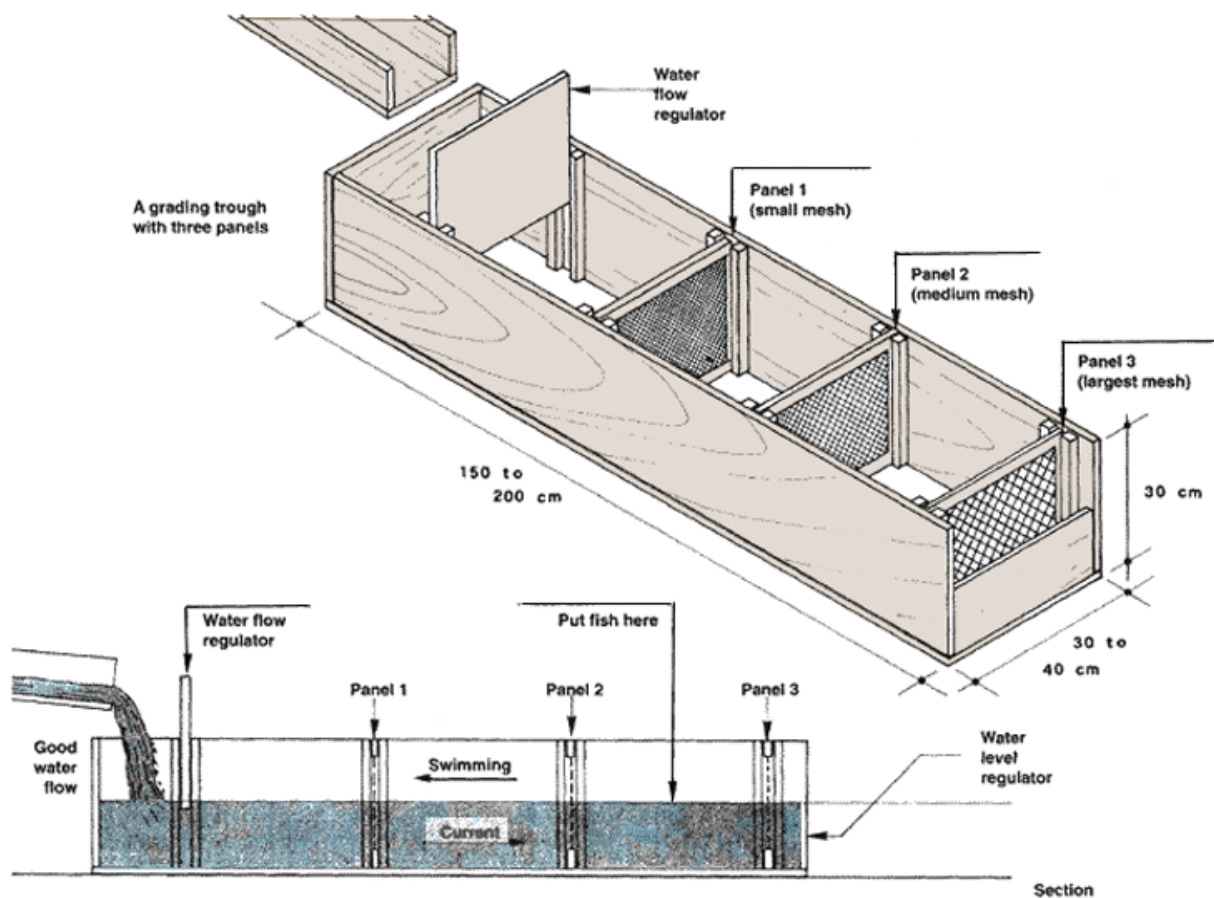 Water
flow
regulator
A grading trough
with three panels
Panel 1
(small mesh)
Panel 2
(medium mesh)
Panel 3
(largest mesh)
150 to
200 cm
30 cm
30 to
40 cm
Water flow
regulator
Put fish here
Panel 1
Panel 2
Panel 3
Good
water
flow
Swimming
Current
Water
level
regulator
Section